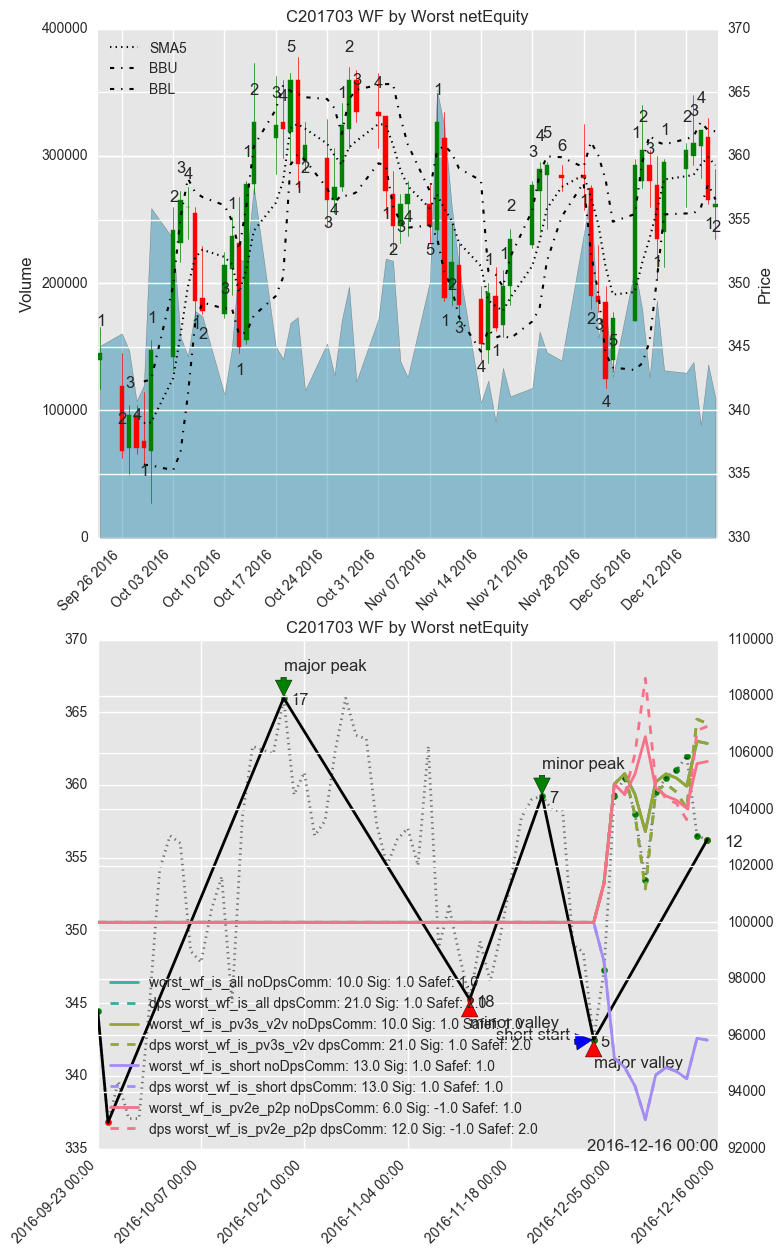 C201703 WF by Worst netEquity
SMA5
BBU
BBL
400000
300000
200000
100000
0
Volume
370
365
360
355
350
345
340
335
330
Price
Sep 26 2016
Oct 03 2016
Oct 10 2016
Oct 17 2016
Oct 24 2016
Oct 31 2016
Nov 07 2016
Nov 14 2016
Nov 21 2016
Nov 28 2016
Dec 05 2016
Dec 12 2016
C201703 WF by Worst netEquity
370
365
360
355
350
345
340
335
110000
108000
106000
104000
102000
100000
98000
96000
94000
92000
major peak
17
minor peak
7
12
18
minor valley
short start
5
major valley
worst_wf_is_all noDpsComm: 10.0 Sig: 1.0 Safef: 1.0
dps worst_wf_is_all dpsComm: 21.0 Sig: 1.0 Safef: 2.0
worst_wf_is_pv3s_v2v noDpsComm: 10.0 Sig: 1.0 Safef: 1.0
dps worst_wf_is_pv3s_v2v dpsComm: 21.0 Sig: 1.0 Safef: 2.0
worst_wf_is_short noDpsComm: 13.0 Sig: 1.0 Safef: 1.0
dps worst_wf_is_short dpsComm: 13.0 Sig: 1.0 Safef: 1.0
worst_wf_is_pv2e_p2p noDpsComm: 6.0 Sig: -1.0 Safef: 1.0
dps worst_wf_is_pv2e_p2p dpsComm: 12.0 Sig: -1.0 Safef: 2.0
2016-12-16 00:00
2016-09-23 00:00
2016-10-07 00:00
2016-10-21 00:00
2016-11-04 00:00
2016-11-18 00:00
2016-12-05 00:00
2016-12-16 00:00